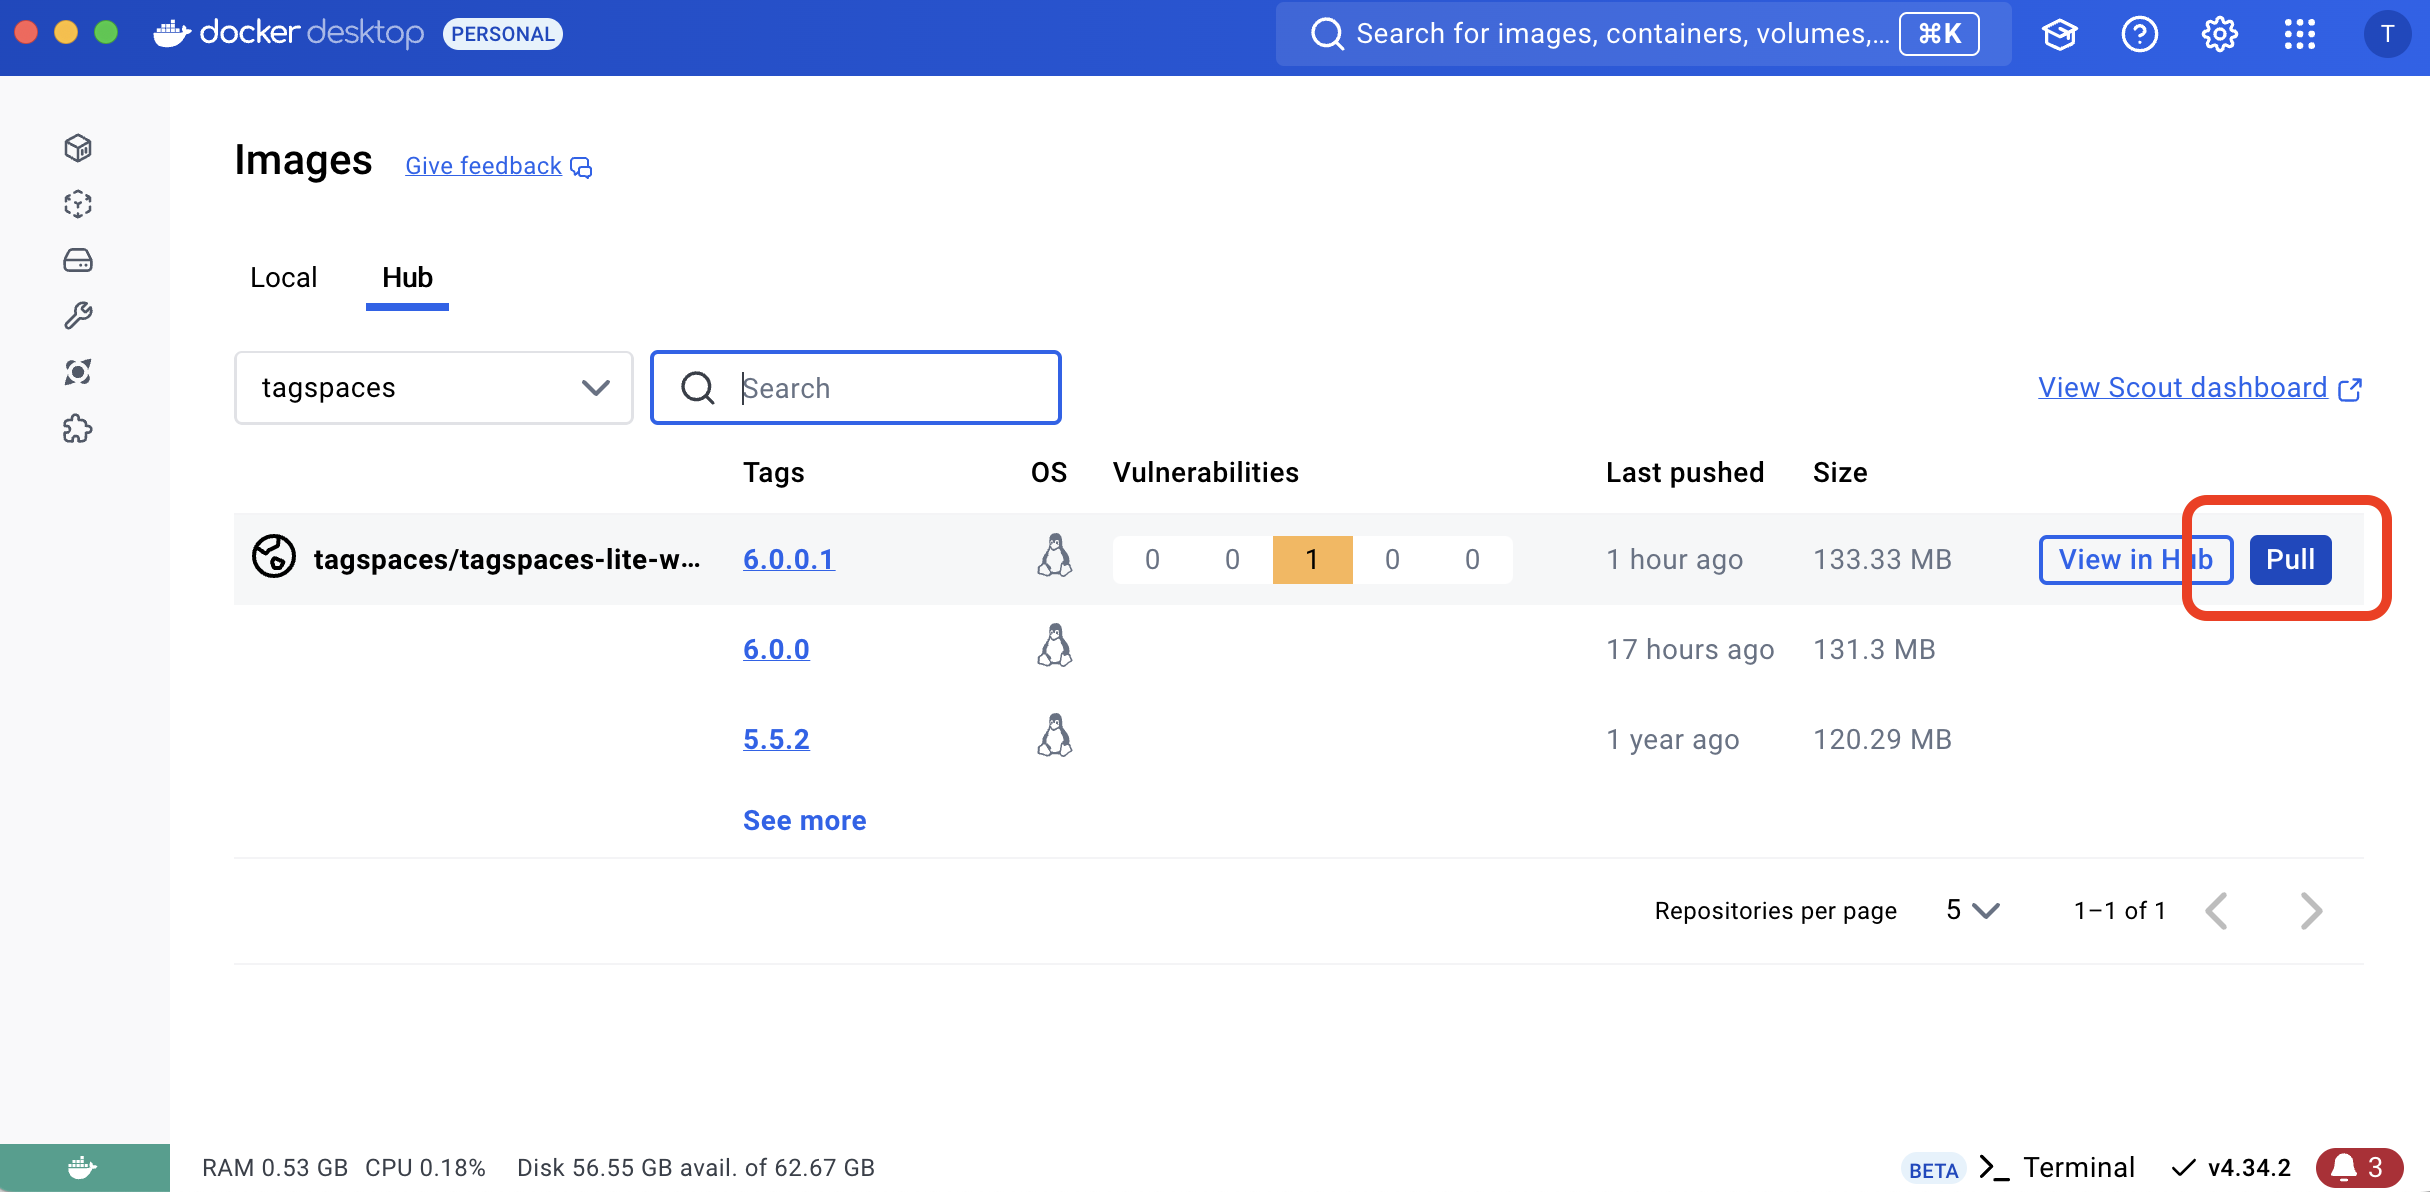 docker desktop PERSONAL
Search for images, containers, volumes,... ⌘K
T
Images Give feedback
Local Hub
tagspaces
Search
View Scout dashboard
Tags OS Vulnerabilities Last pushed Size
tagspaces/tagspaces-lite-w... 6.0.0.1 0 0 1 0 0 1 hour ago 133.33 MB View in Hub Pull
6.0.0 17 hours ago 131.3 MB
5.5.2 1 year ago 120.29 MB
See more
Repositories per page 5 1–1 of 1
RAM 0.53 GB CPU 0.18% Disk 56.55 GB avail. of 62.67 GB BETA >_ Terminal v4.34.2 3